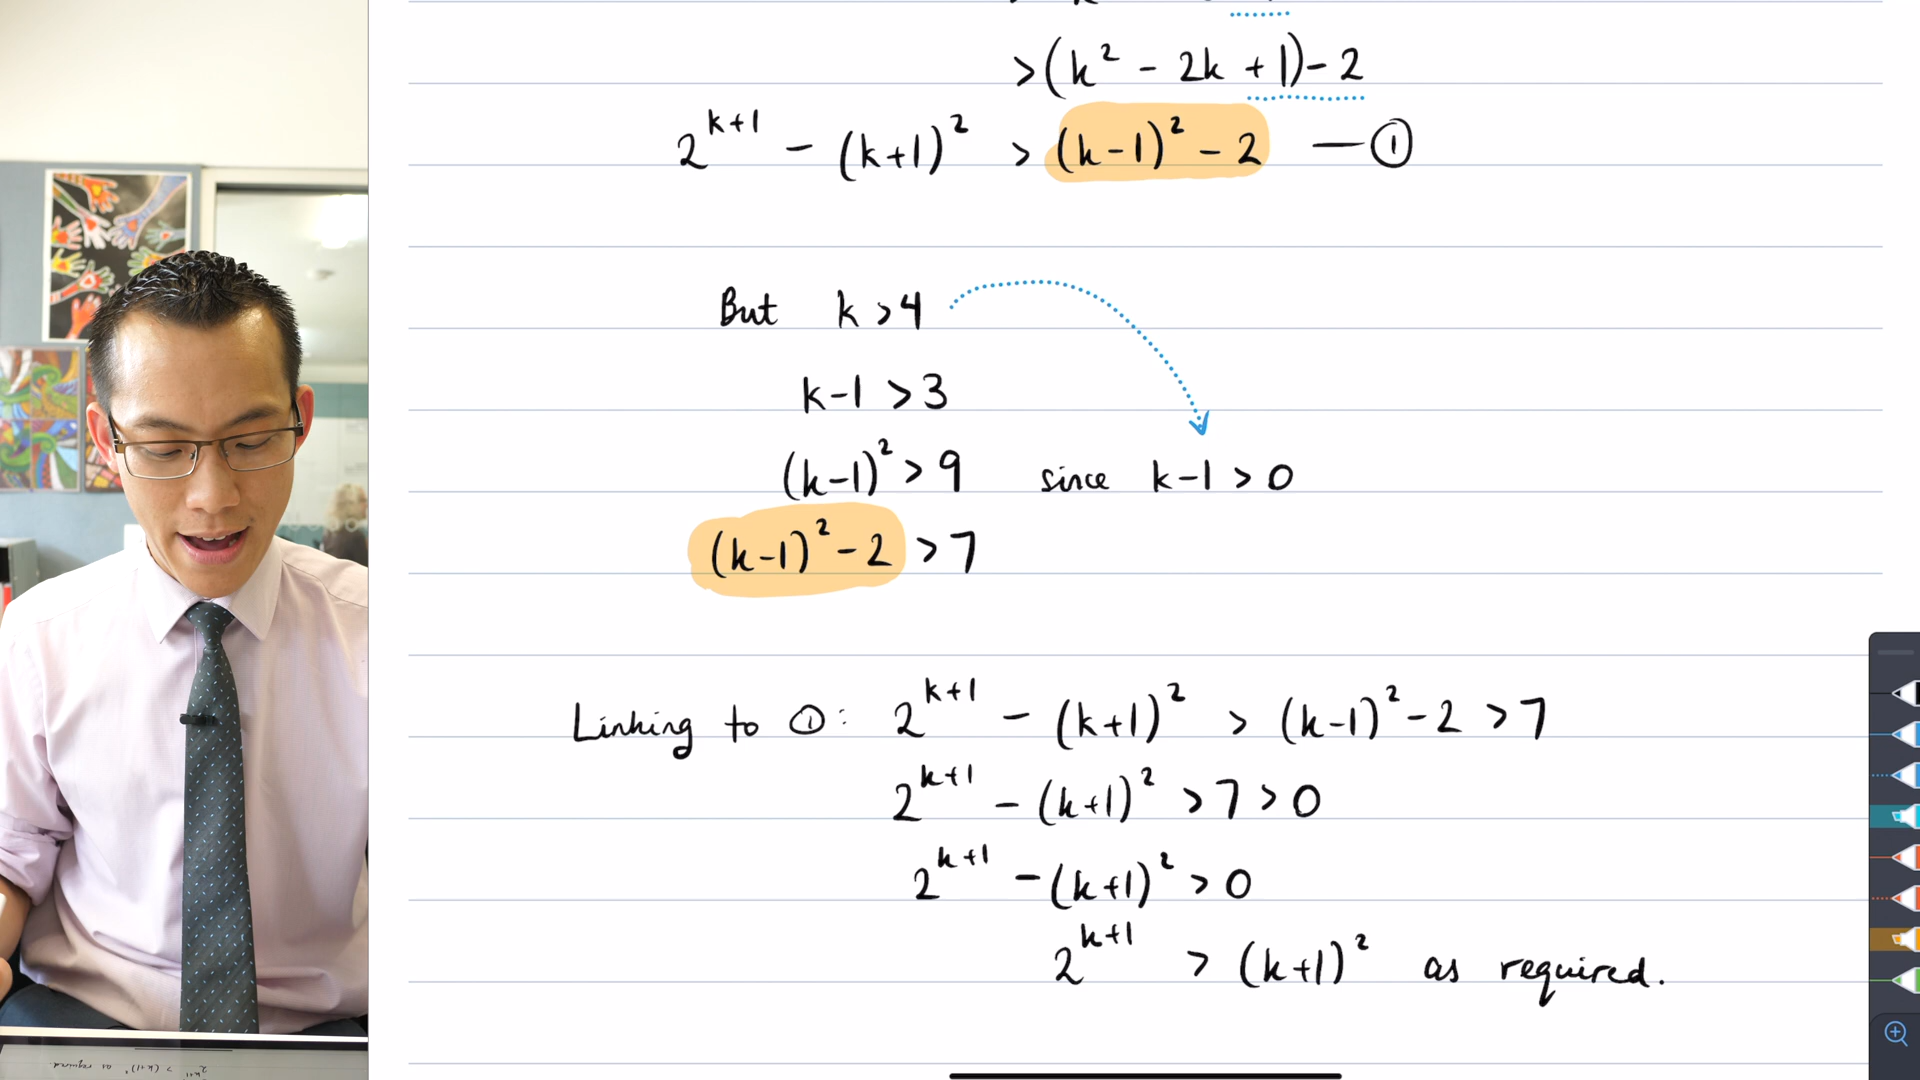 > (k² - 2k + 1) - 2
2^{k+1} - (k+1)² > (k-1)² - 2 — ①
But k > 4
k-1 > 3
(k-1)² > 9 since k-1 > 0
(k-1)² - 2 > 7
Linking to ①: 2^{k+1} - (k+1)² > (k-1)² - 2 > 7
2^{k+1} - (k+1)² > 7 > 0
2^{k+1} - (k+1)² > 0
2^{k+1} > (k+1)² as required.